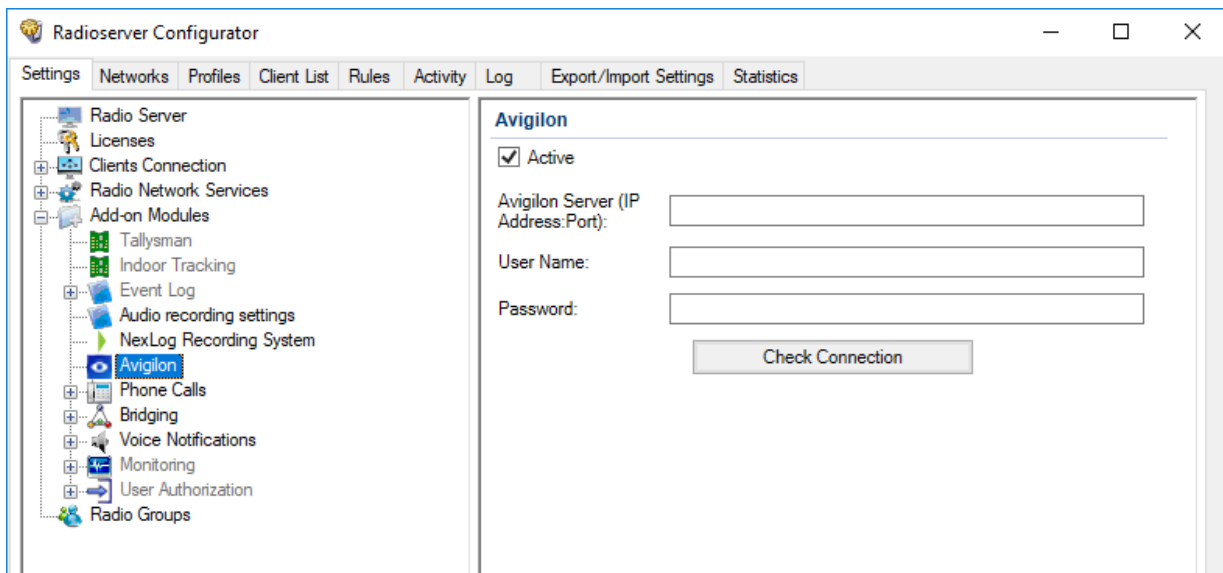 Radioserver Configurator
Settings Networks Profiles Client List Rules Activity Log Export/Import Settings Statistics
Radio Server
Licenses
Clients Connection
Radio Network Services
Add-on Modules
Tallysman
Indoor Tracking
Event Log
Audio recording settings
NexLog Recording System
Avigilon
Phone Calls
Bridging
Voice Notifications
Monitoring
User Authorization
Radio Groups
Avigilon
Active
Avigilon Server (IP
Address:Port):
User Name:
Password:
Check Connection